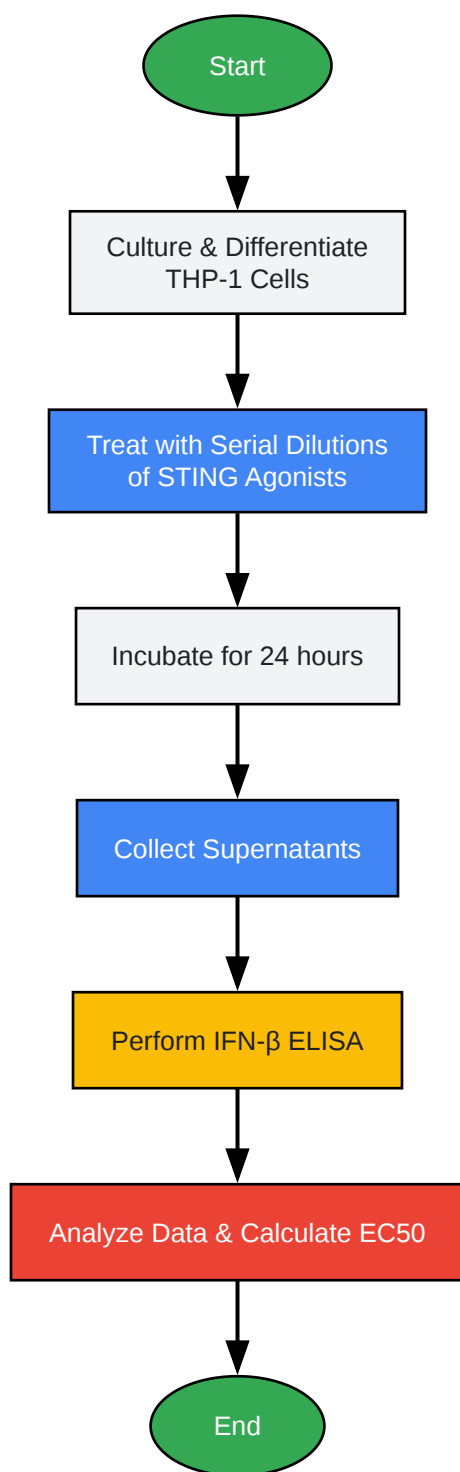 Start
Culture & Differentiate
THP-1 Cells
Treat with Serial Dilutions
of STING Agonists
Incubate for 24 hours
Collect Supernatants
Perform IFN-β ELISA
Analyze Data & Calculate EC50
End